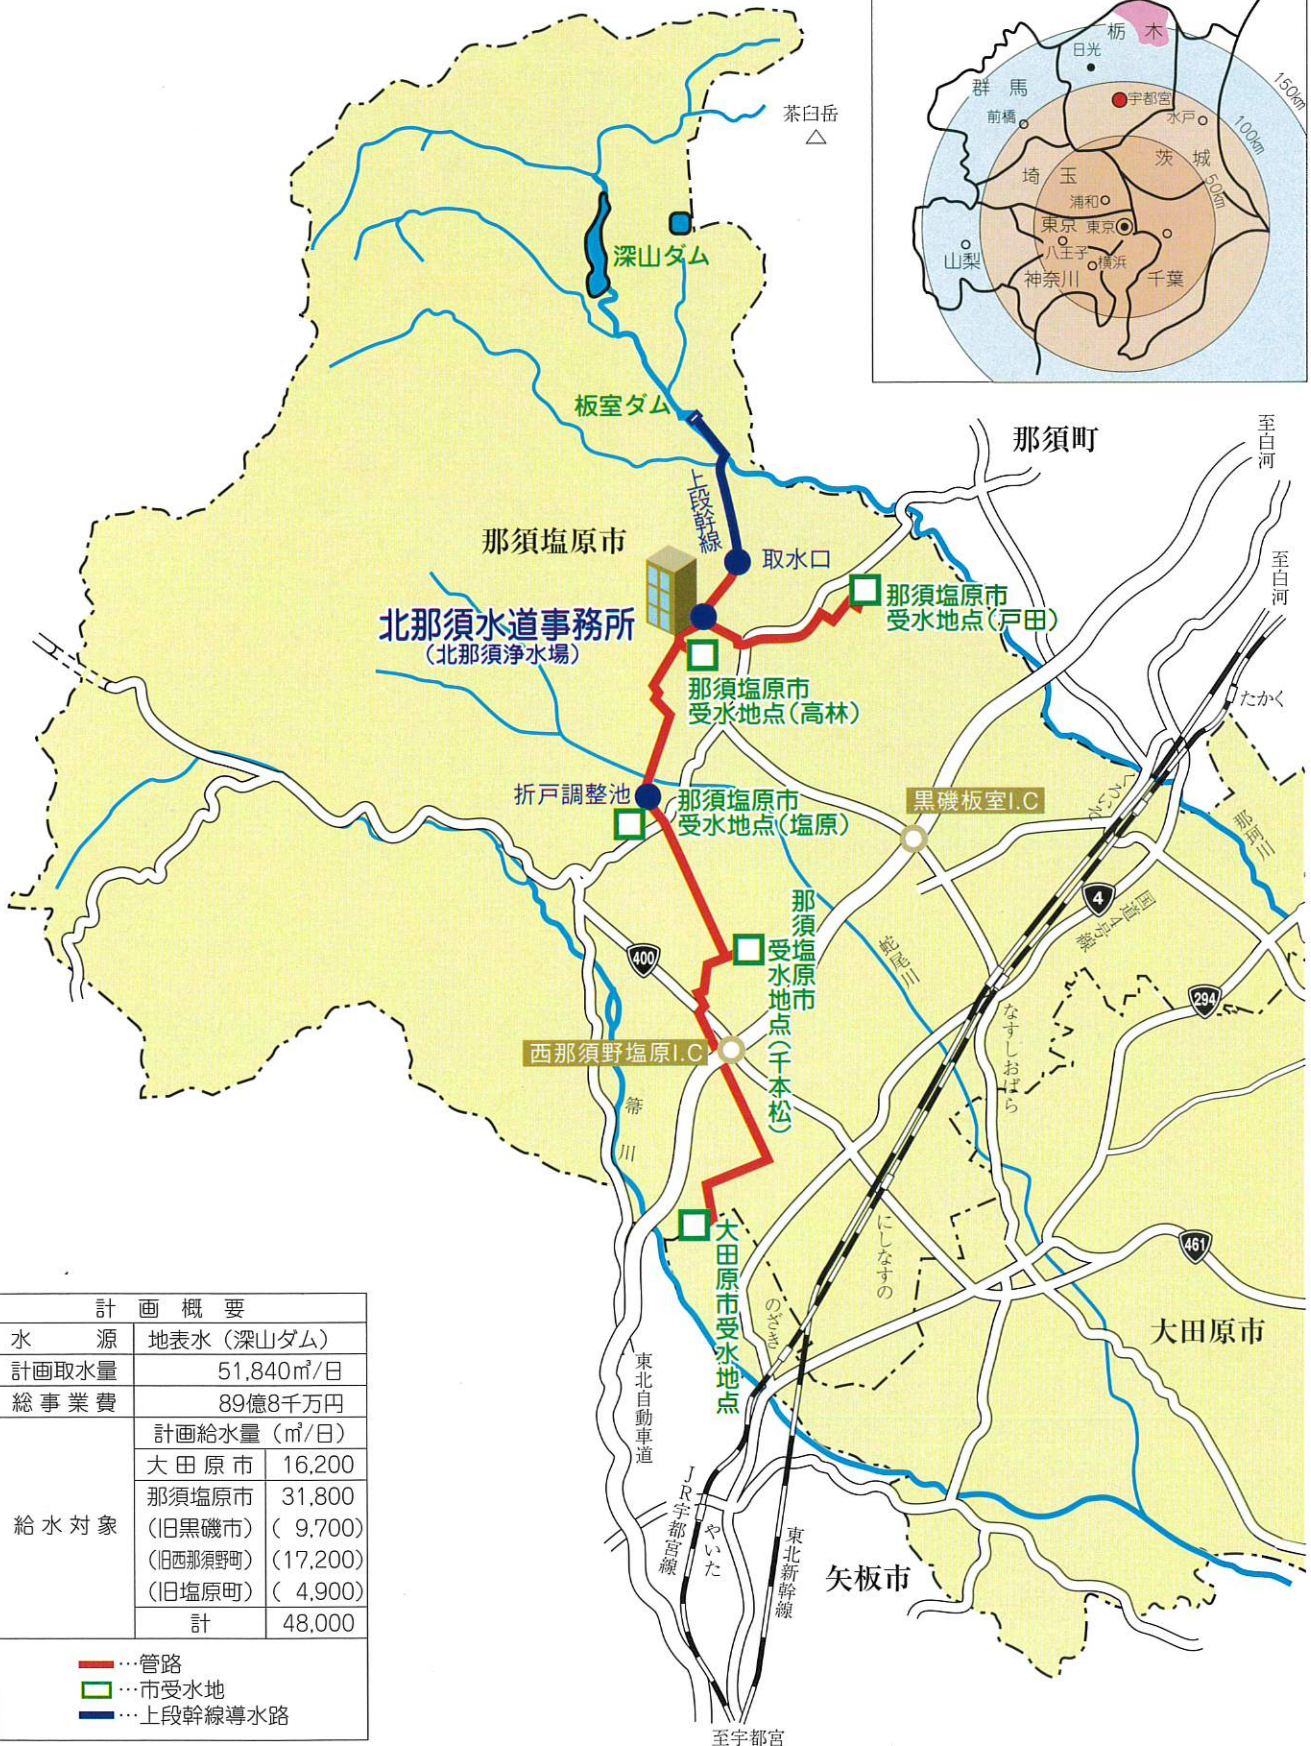 栃木
日光
群馬
宇都宮
前橋
水戸
茨城
埼玉
浦和
東京
東京
八王子
横浜
山梨
神奈川
千葉
50km
100km
150km
茶臼岳
深山ダム
板室ダム
那須町
至白河
至白河
上段幹線
那須塩原市
取水口
那須塩原市
受水地点(戸田)
北那須水道事務所
(北那須浄水場)
那須塩原市
受水地点(高林)
たかく
折戸調整池
那須塩原市
受水地点(塩原)
黒磯板室I.C
くろいそ
那珂川
4
国道4号線
那須塩原市
受水地点(千本松)
蛇尾川
400
294
なすしおばら
西那須野塩原I.C
箒川
にしなすの
461
大田原市受水地点
のざき
大田原市
東北自動車道
JR宇都宮線
やいた
東北新幹線
矢板市
至宇都宮
計画概要
水源 地表水(深山ダム)
計画取水量 51,840㎥/日
総事業費 89億8千万円
給水対象 計画給水量(㎥/日)
大田原市 16,200
那須塩原市 31,800
(旧黒磯市) ( 9,700)
(旧西那須野町) (17,200)
(旧塩原町) ( 4,900)
計 48,000
…管路
…市受水地
…上段幹線導水路